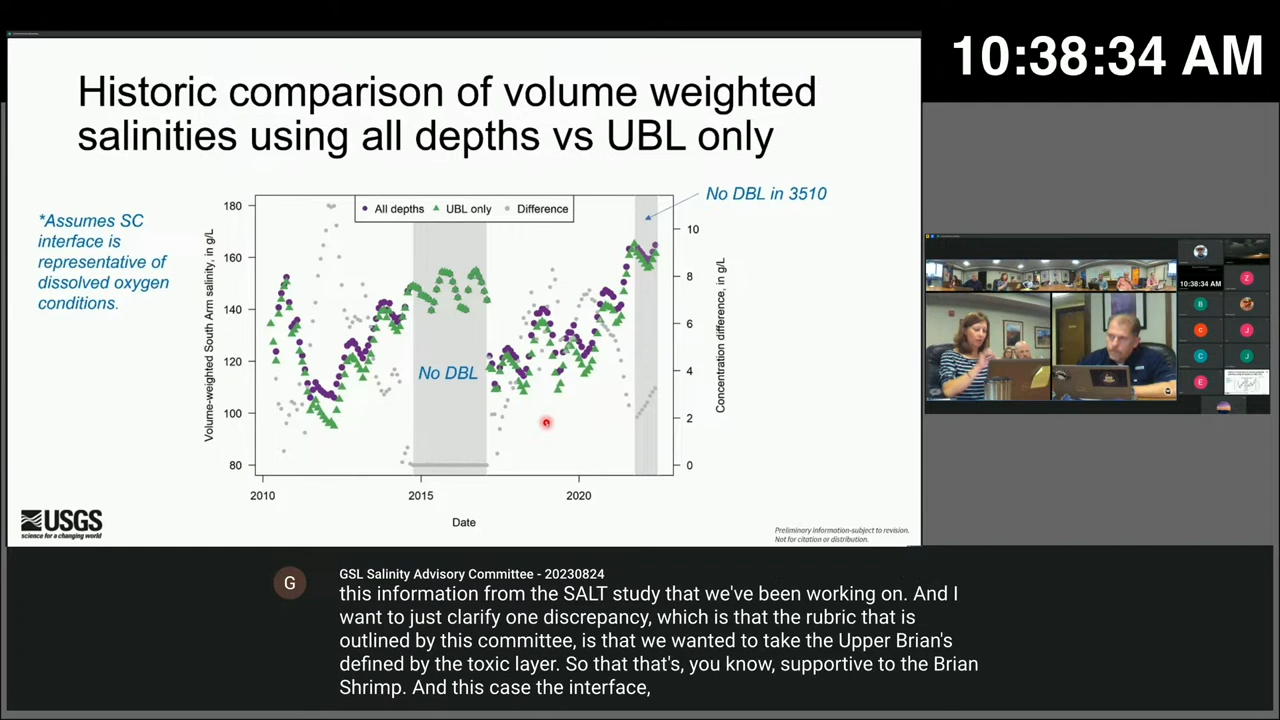 10:38:34 AM
Historic comparison of volume weighted
salinities using all depths vs UBL only
No DBL in 3510
*Assumes SC
interface is
representative of
dissolved oxygen
conditions.
All depths
UBL only
Difference
No DBL
Volume-weighted South Arm salinity, in g/L
180
160
140
120
100
80
Concentration difference, in g/L
10
8
6
4
2
0
2010
2015
2020
Date
USGS
science for a changing world
Preliminary information-subject to revision.
Not for citation or distribution.
10:38:34 AM
Z
B
C
J
C
J
E
G
GSL Salinity Advisory Committee - 20230824
this information from the SALT study that we've been working on. And I
want to just clarify one discrepancy, which is that the rubric that is
outlined by this committee, is that we wanted to take the Upper Brian's
defined by the toxic layer. So that that's, you know, supportive to the Brian
Shrimp. And this case the interface,